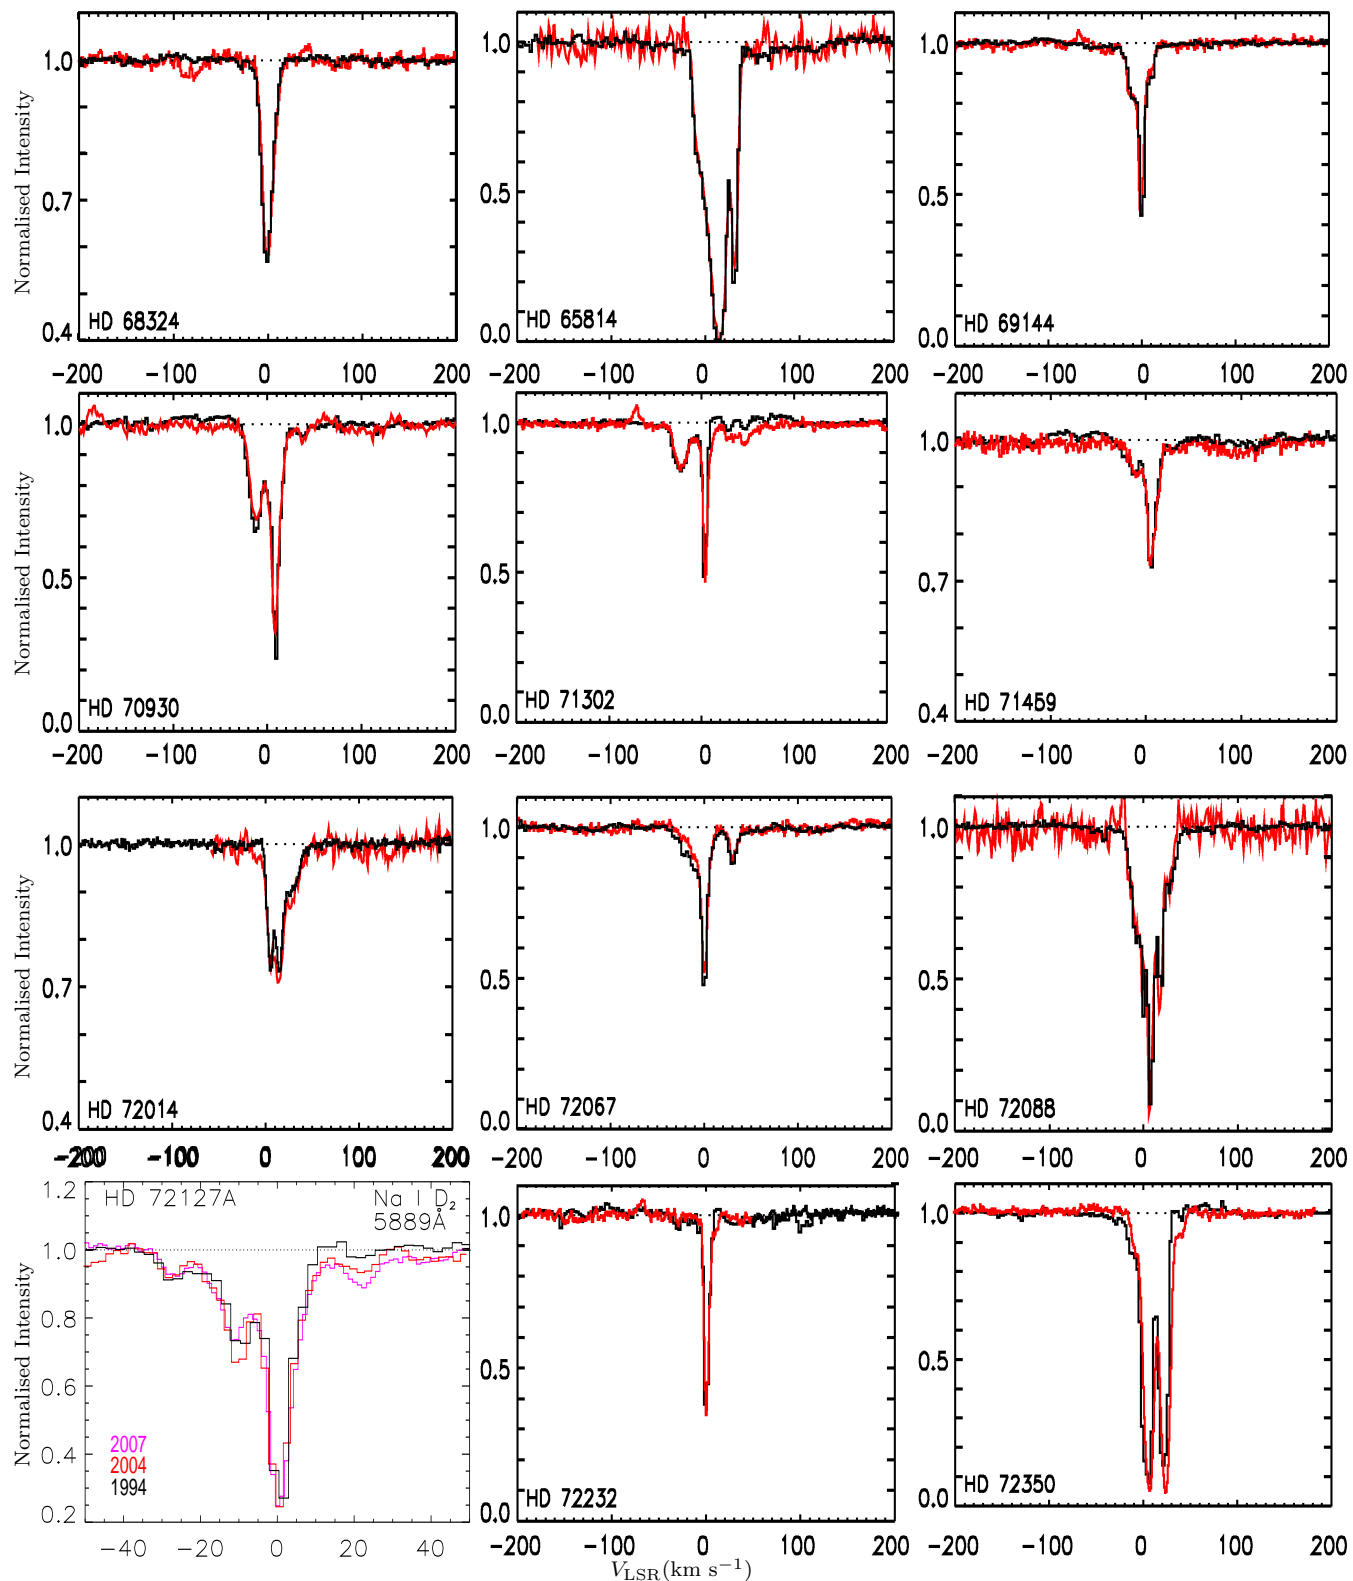 1.0
0.7
0.4
Normalised Intensity
HD 68324
-200 -100 0 100 200
1.0
0.5
0.0
HD 65814
-200 -100 0 100 200
1.0
0.5
0.0
HD 69144
-200 -100 0 100 200
1.0
0.5
0.0
Normalised Intensity
HD 70930
-200 -100 0 100 200
1.0
0.5
0.0
HD 71302
-200 -100 0 100 200
1.0
0.7
0.4
HD 71459
-200 -100 0 100 200
1.0
0.7
0.4
Normalised Intensity
HD 72014
-200 -100 0 100 200
1.0
0.5
0.0
HD 72067
-200 -100 0 100 200
1.0
0.5
0.0
HD 72088
-200 -100 0 100 200
1.2
1.0
0.8
0.6
0.4
0.2
Normalised Intensity
HD 72127A
Na I D₂
5889Å
2007
2004
1994
-40 -20 0 20 40
1.0
0.5
0.0
HD 72232
-200 -100 0 100 200
1.0
0.5
0.0
HD 72350
-200 -100 0 100 200
V_LSR(km s⁻¹)